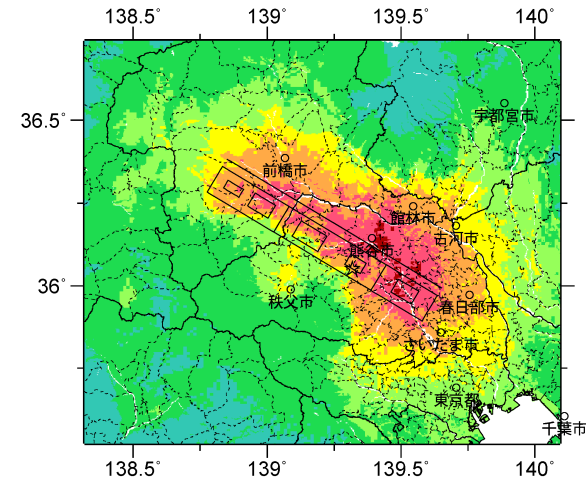 138.5˚ 139˚ 139.5˚ 140˚
36.5˚
宇都宮市
前橋市
館林市
古河市
熊谷市
36˚
秩父市
春日部市
さいたま市
東京都
千葉市
138.5˚ 139˚ 139.5˚ 140˚